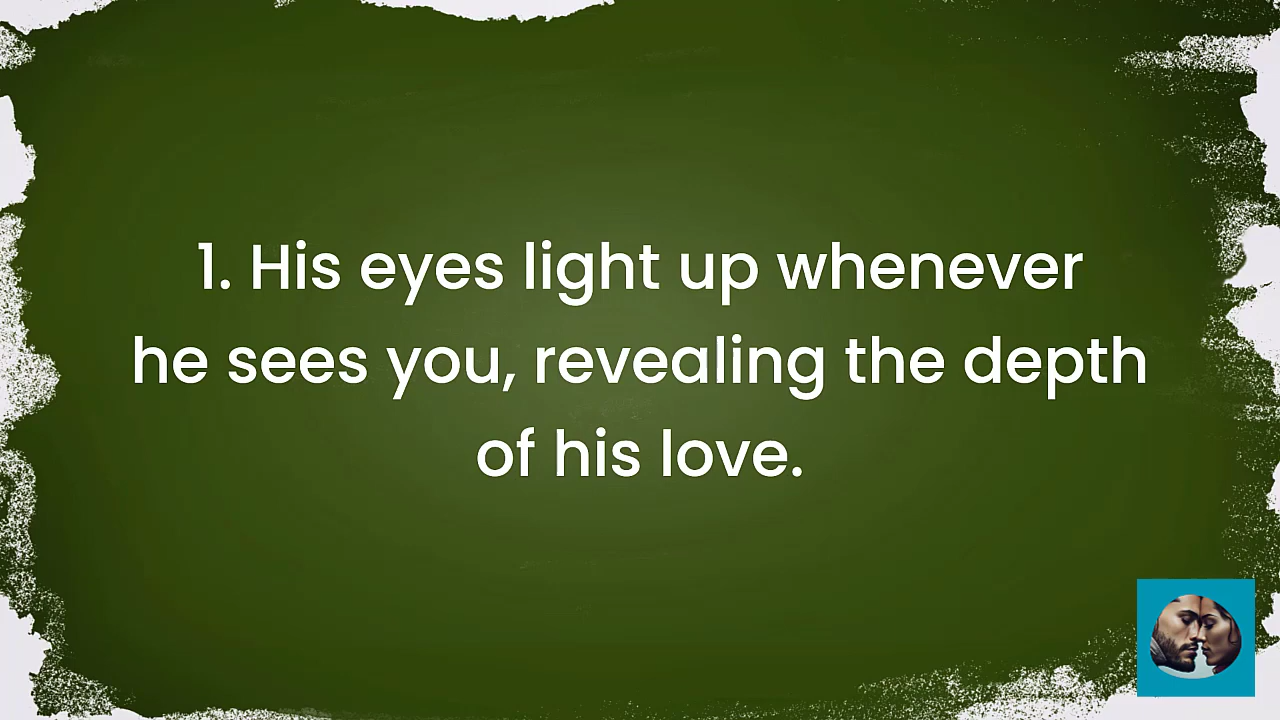 1. His eyes light up whenever
he sees you, revealing the depth
of his love.